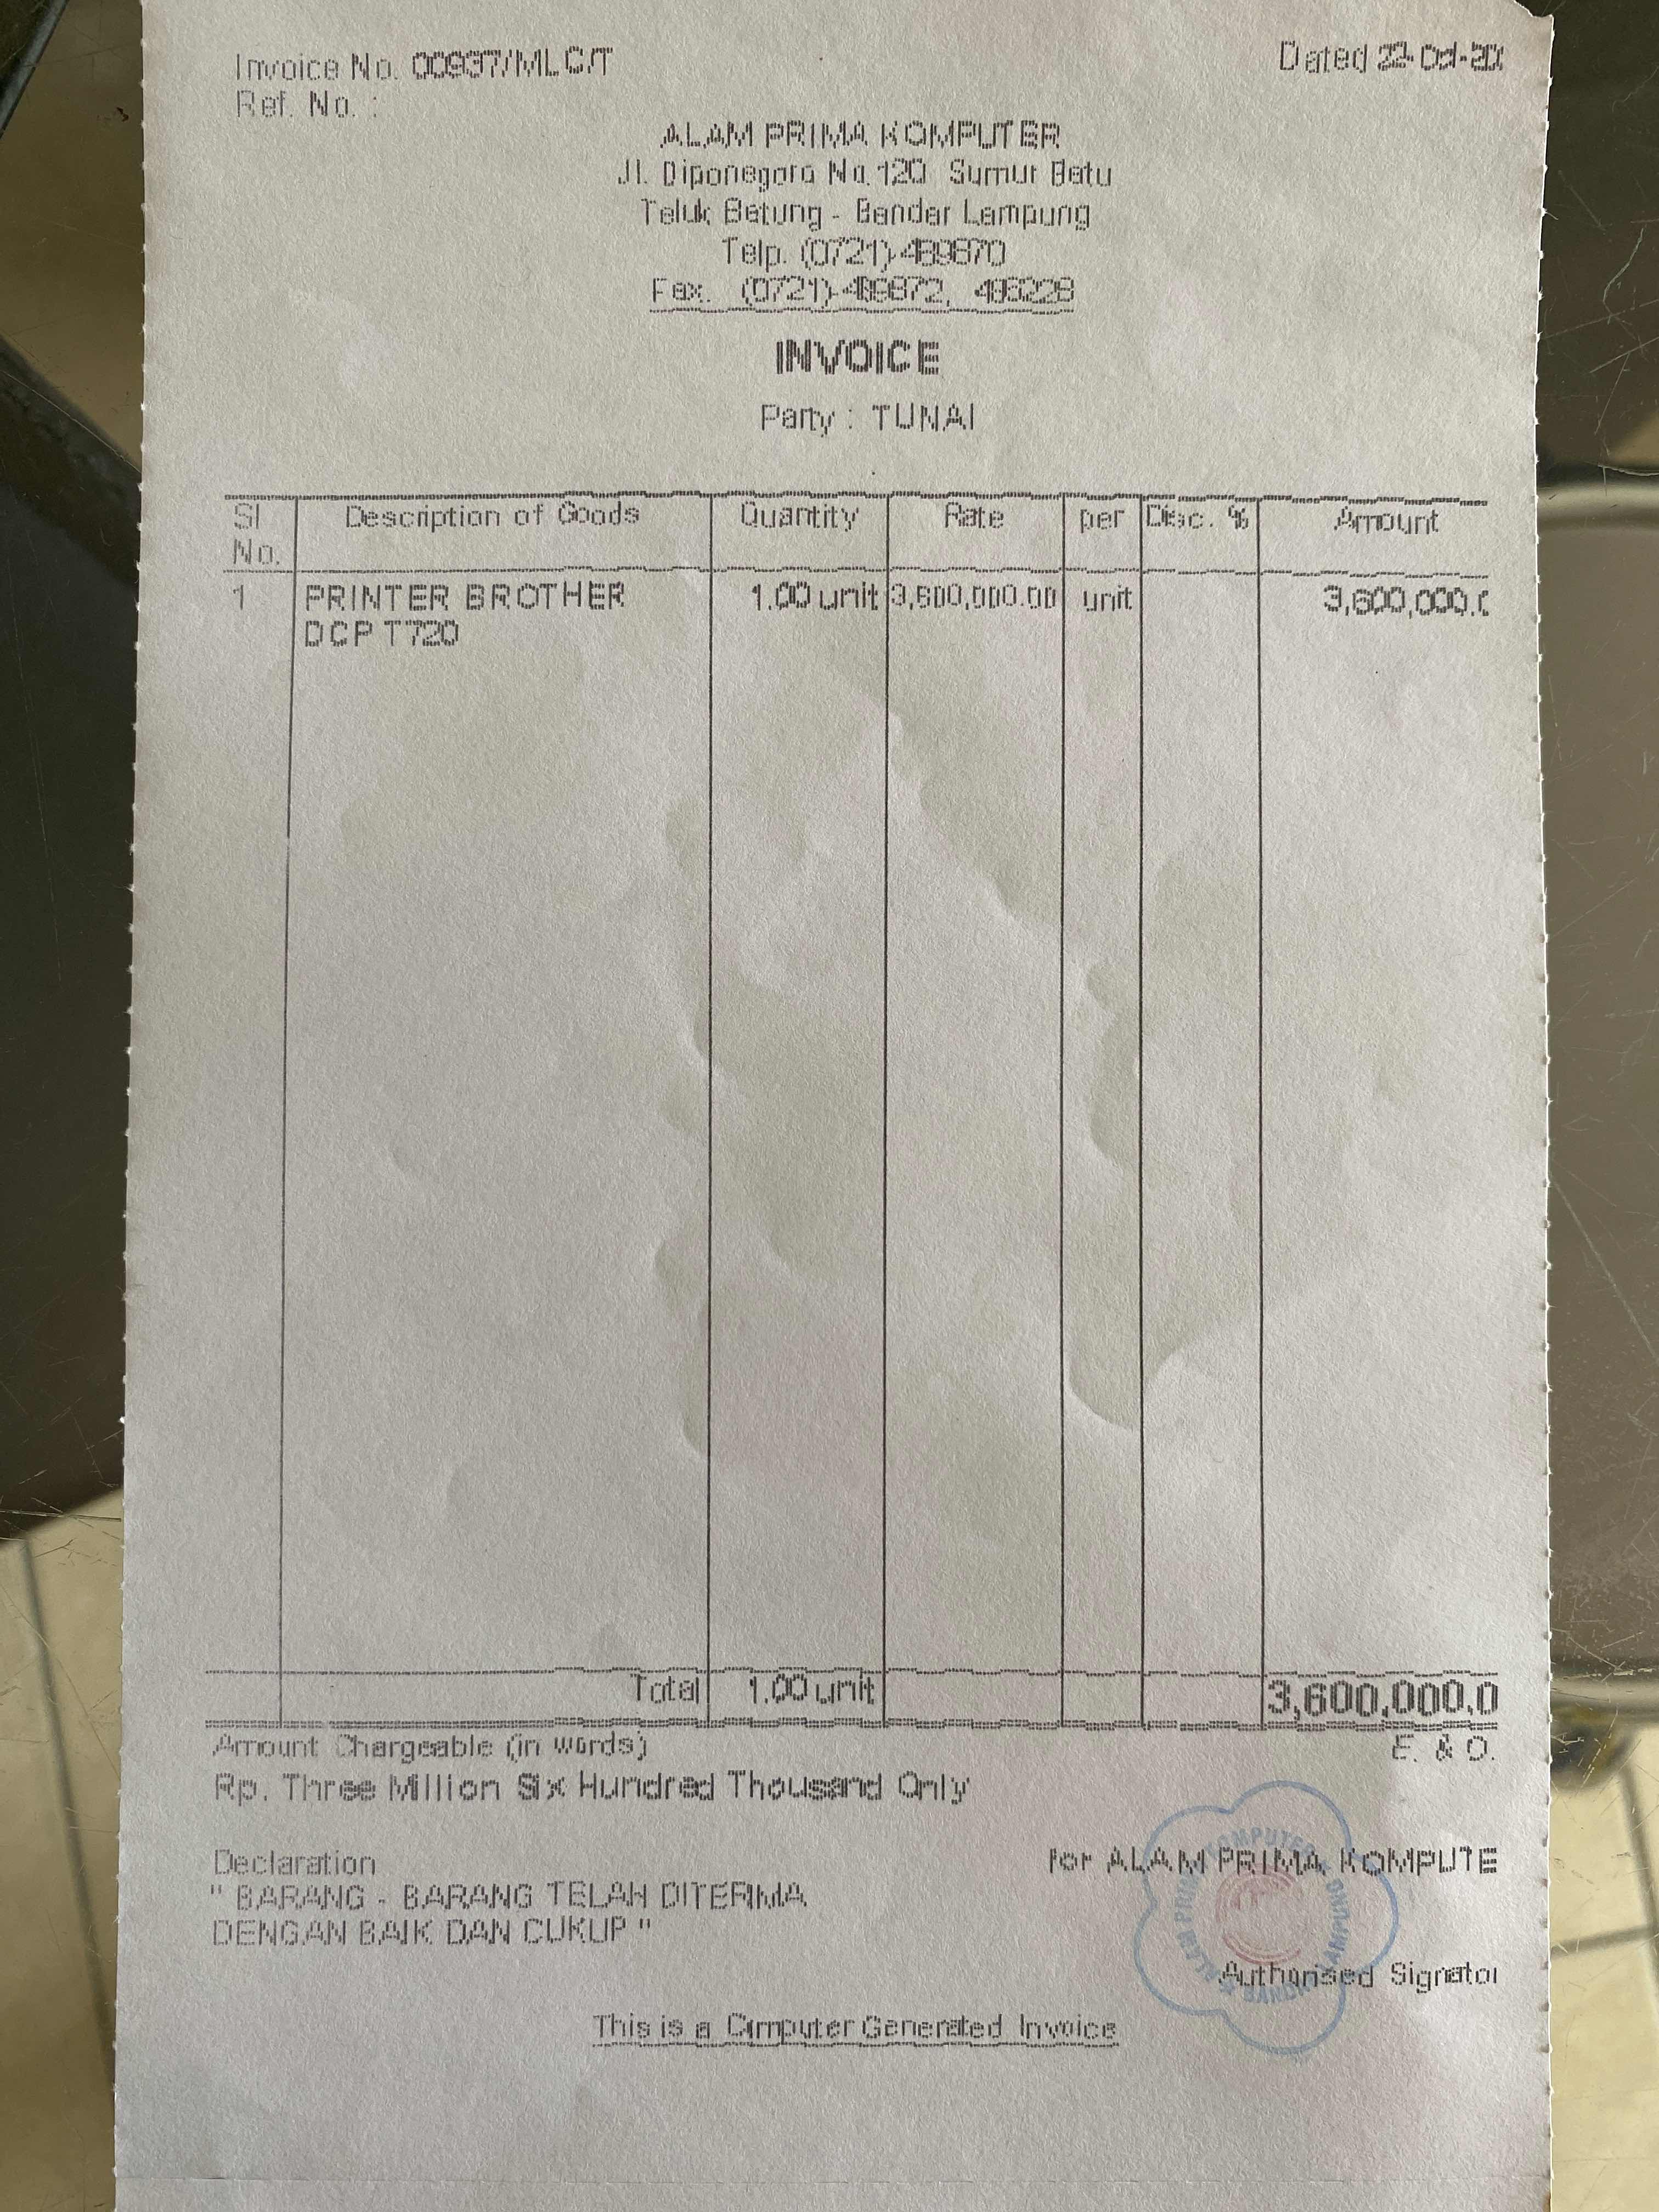 Invoice No. 00937/MLC/T
Dated 22-Oct-20
Ref. No. :
ALAM PRIMA KOMPUTER
Jl. Diponegoro No.120 Sumur Batu
Teluk Betung - Bandar Lampung
Telp. (0721)-489870
Fax. (0721)-489872,
INVOICE
Party : TUNAI
Sl No. Description of Goods Quantity Rate per Disc. % Amount
1 PRINTER BROTHER 1.00 unit 3,600,000.00 unit 3,600,000.0
DCP T720
Total 1.00 unit 3,600,000.0
Amount Chargeable (in words) E. & O.
Rp. Three Million Six Hundred Thousand Only
Declaration
for ALAM PRIMA KOMPUTE
" BARANG - BARANG TELAH DITERIMA
DENGAN BAIK DAN CUKUP "
Authorised Signator
This is a Computer Generated Invoice